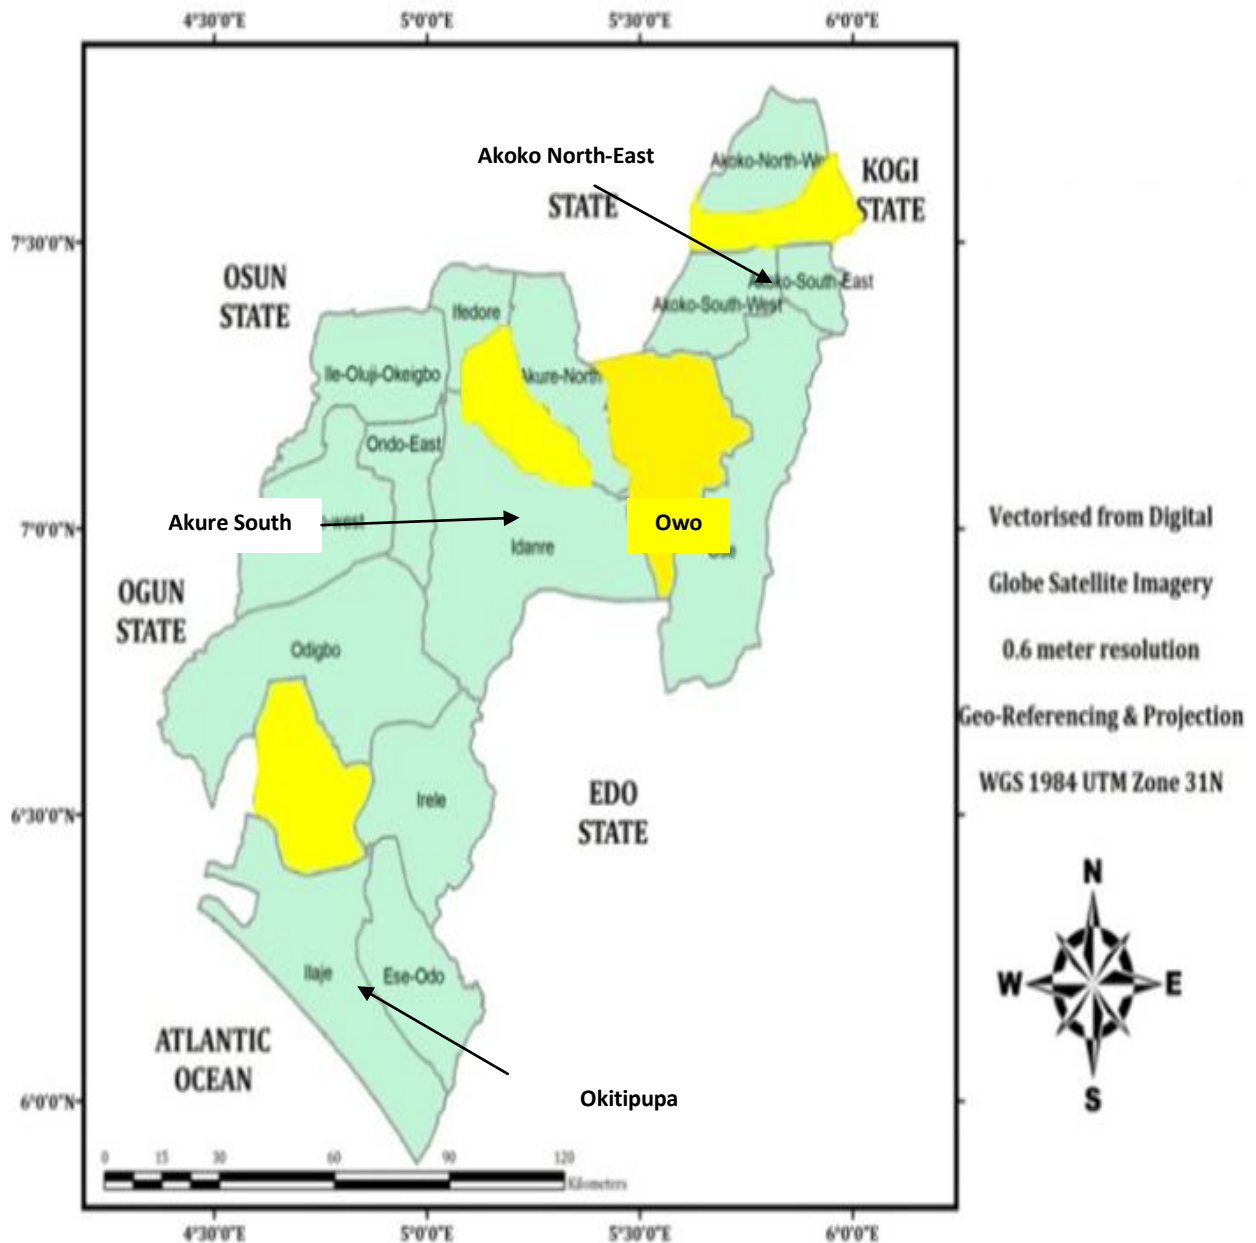 4°30'0"E
5°0'0"E
5°30'0"E
6°0'0"E
Akoko North-East
Akoko-North-We
KOGI
STATE
STATE
7°30'0"N
OSUN
STATE
Akoko-South-East
Akoko-South-West
Ifedore
Ile-Oluji-Okeigbo
Akure-North
Ondo-East
Akure South
-west
Owo
Idanre
OGUN
STATE
7°0'0"N
Odigbo
Irele
EDO
STATE
6°30'0"N
Ilaje
Ese-Odo
ATLANTIC
OCEAN
Okitipupa
6°0'0"N
0
15
30
60
90
120
Kilometers
4°30'0"E
5°0'0"E
5°30'0"E
6°0'0"E
Vectorised from Digital
Globe Satellite Imagery
0.6 meter resolution
Geo-Referencing & Projection
WGS 1984 UTM Zone 31N
N
W
E
S